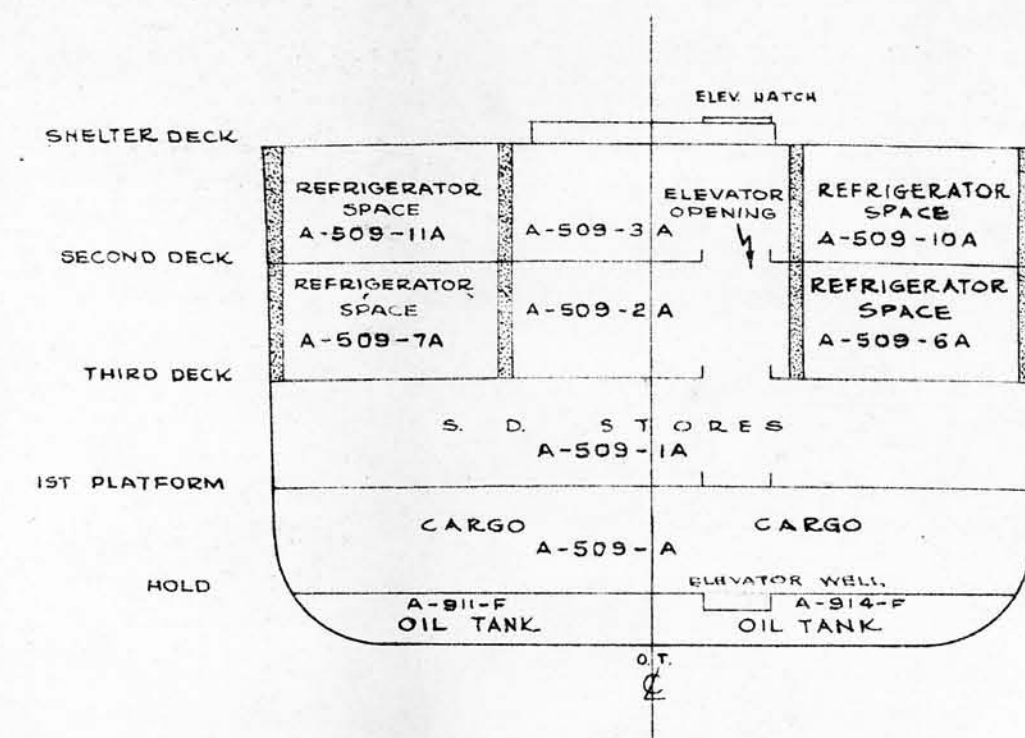 ELEV. HATCH
SHELTER DECK
REFRIGERATOR
SPACE
A-509-11A
A-509-3 A
ELEVATOR
OPENING
REFRIGERATOR
SPACE
A-509-10A
SECOND DECK
REFRIGERATOR
SPACE
A-509-7A
A-509-2 A
REFRIGERATOR
SPACE
A-509-6A
THIRD DECK
S. D. STORES
A-509-1A
1ST PLATFORM
CARGO
CARGO
A-509-A
HOLD
ELEVATOR WELL
A-911-F
OIL TANK
A-914-F
OIL TANK
O.T.
℄